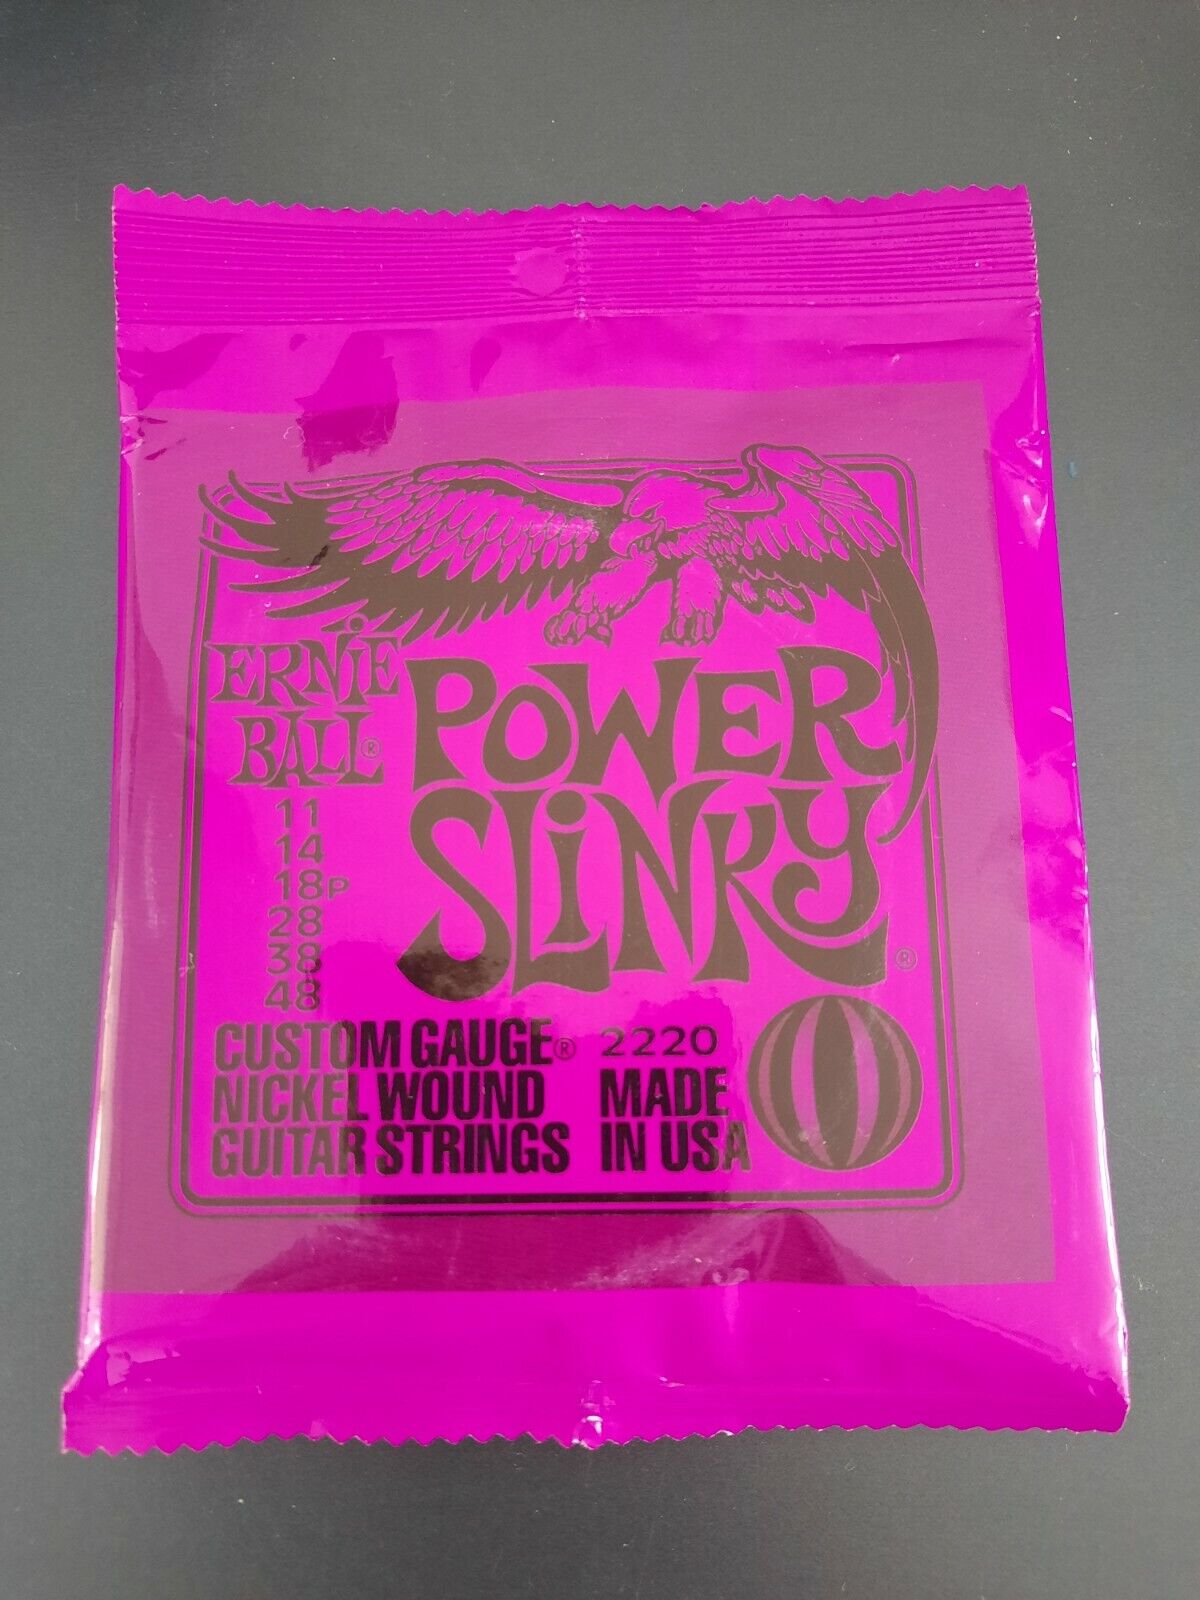 ERNiE
BALL®
POWER
SLiNKY®
11
14
18P
28
38
48
CUSTOM GAUGE®
NICKEL WOUND
GUITAR STRINGS
2220
MADE
IN USA